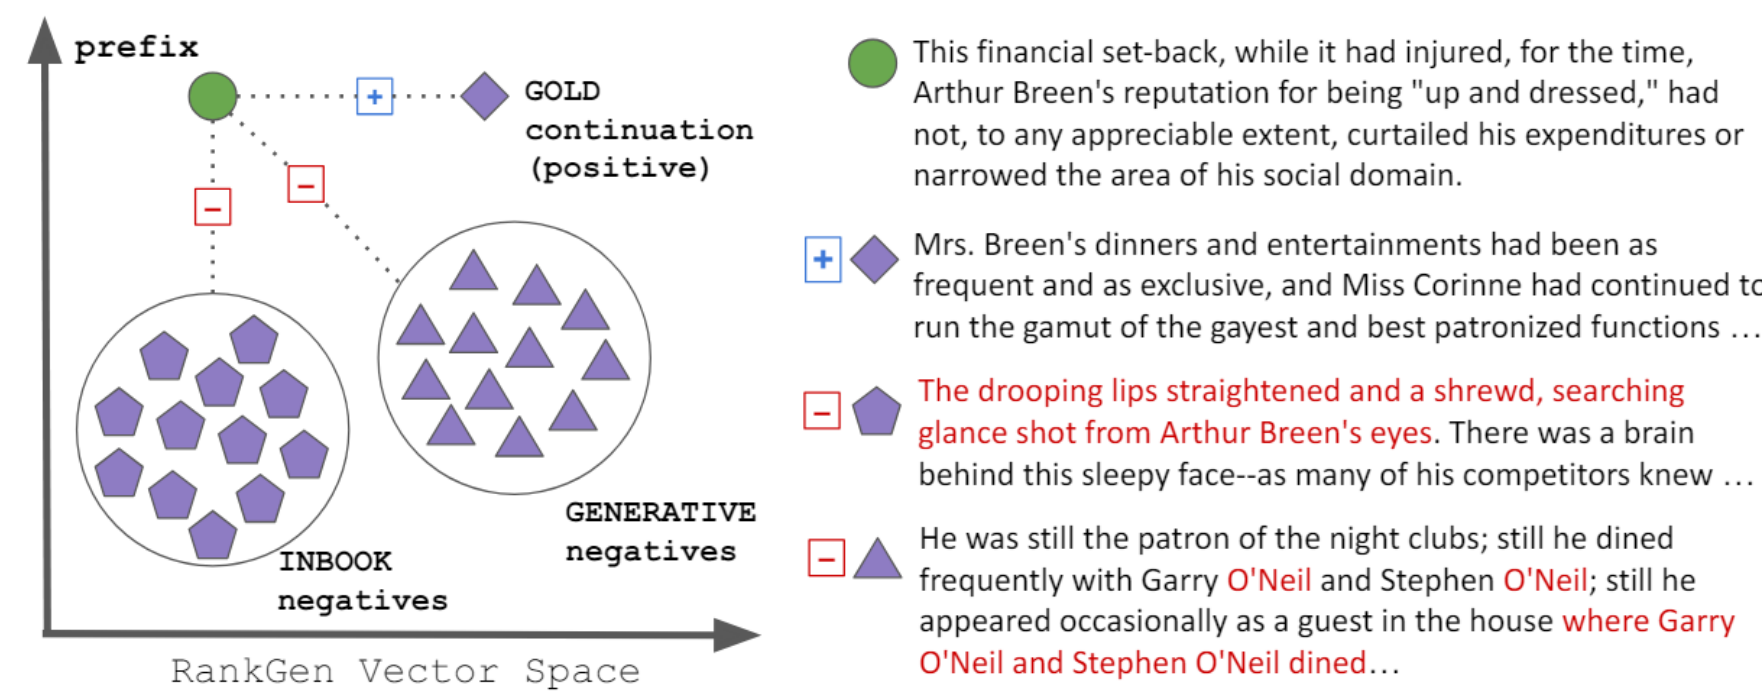 prefix
+
GOLD
continuation
(positive)
−
−
GENERATIVE
negatives
INBOOK
negatives
RankGen Vector Space
This financial set-back, while it had injured, for the time,
Arthur Breen's reputation for being "up and dressed," had
not, to any appreciable extent, curtailed his expenditures or
narrowed the area of his social domain.
+
Mrs. Breen's dinners and entertainments had been as
frequent and as exclusive, and Miss Corinne had continued to
run the gamut of the gayest and best patronized functions …
−
The drooping lips straightened and a shrewd, searching
glance shot from Arthur Breen's eyes. There was a brain
behind this sleepy face--as many of his competitors knew …
−
He was still the patron of the night clubs; still he dined
frequently with Garry O'Neil and Stephen O'Neil; still he
appeared occasionally as a guest in the house where Garry
O'Neil and Stephen O'Neil dined…